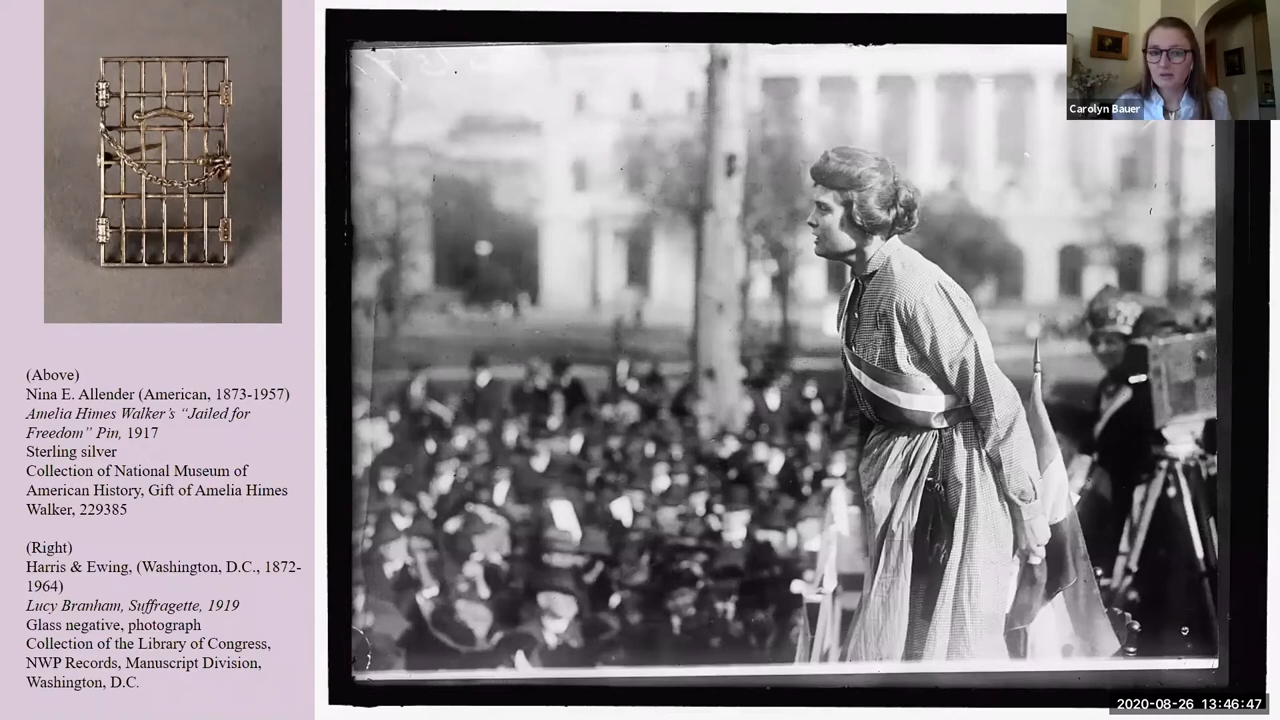 Carolyn Bauer
(Above)
Nina E. Allender (American, 1873-1957)
Amelia Himes Walker's “Jailed for
Freedom” Pin, 1917
Sterling silver
Collection of National Museum of
American History, Gift of Amelia Himes
Walker, 229385
(Right)
Harris & Ewing, (Washington, D.C., 1872-
1964)
Lucy Branham, Suffragette, 1919
Glass negative, photograph
Collection of the Library of Congress,
NWP Records, Manuscript Division.
Washington, D.C.
2020-08-26 13:46:47